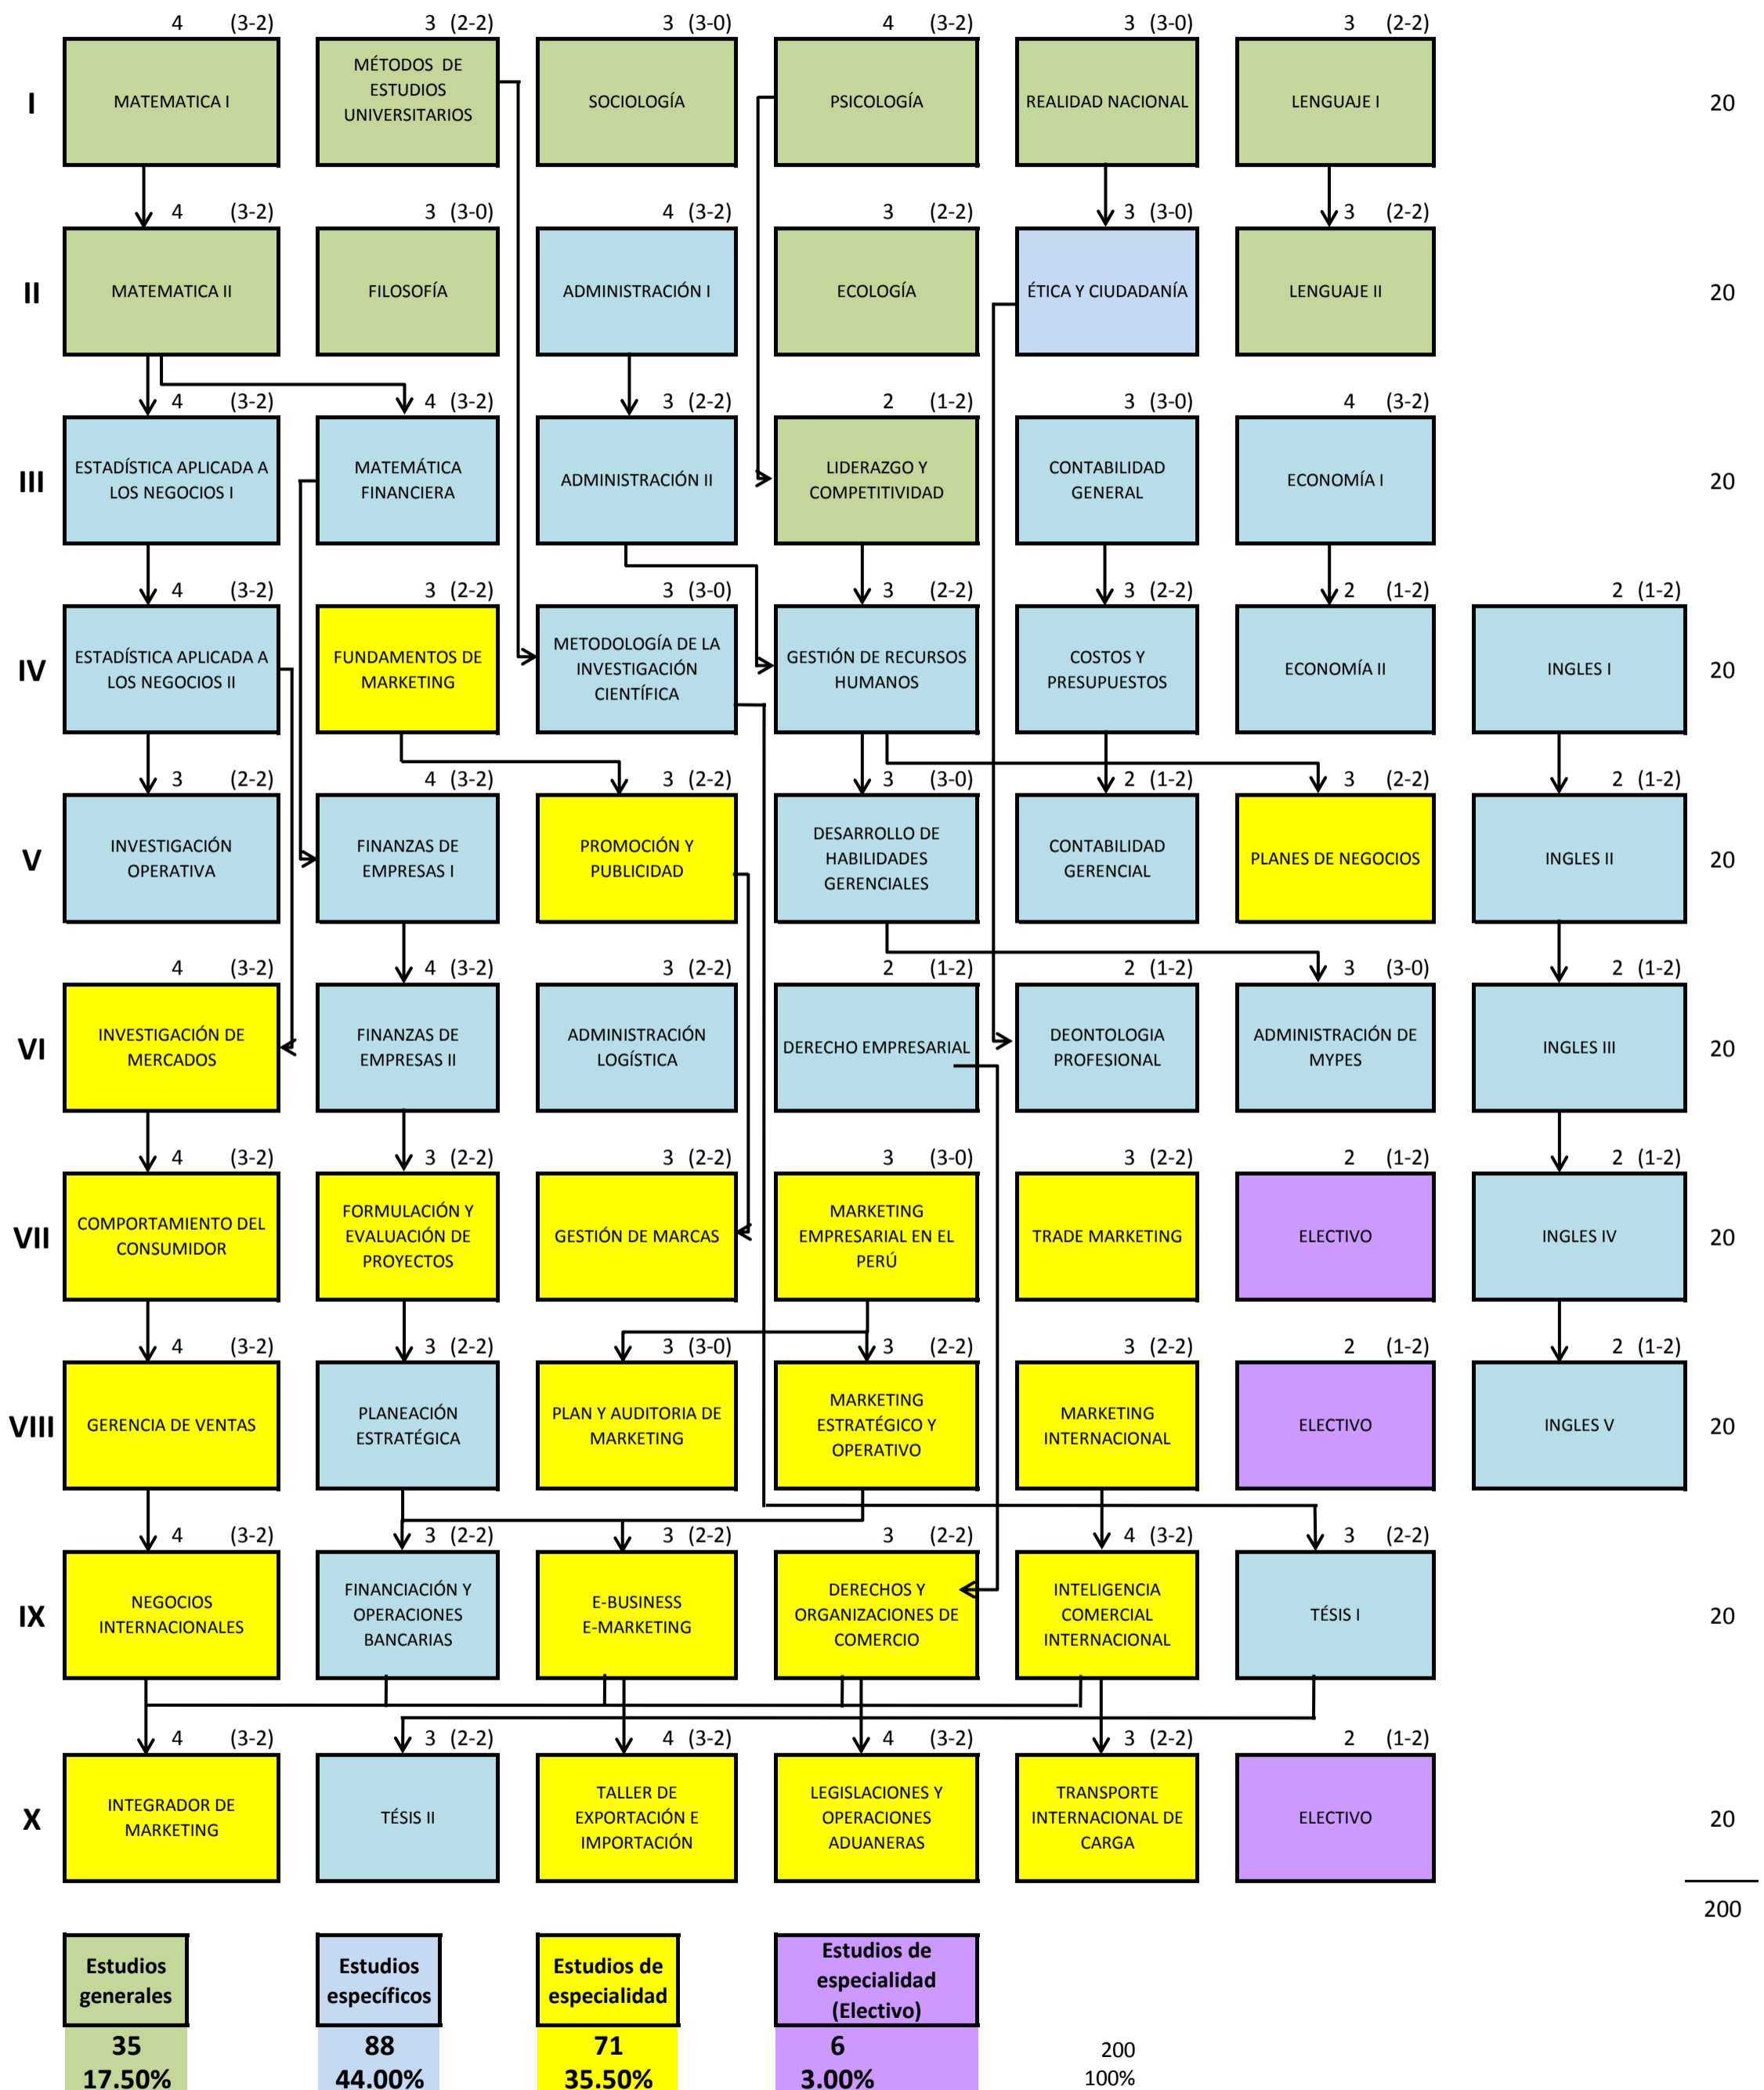 4 (3-2) 3 (2-2) 3 (3-0) 4 (3-2) 3 (3-0) 3 (2-2)
I
MATEMATICA I
MÉTODOS DE
ESTUDIOS
UNIVERSITARIOS
SOCIOLOGÍA
PSICOLOGÍA
REALIDAD NACIONAL
LENGUAJE I
20
4 (3-2) 3 (3-0) 4 (3-2) 3 (2-2) 3 (3-0) 3 (2-2)
II
MATEMATICA II
FILOSOFÍA
ADMINISTRACIÓN I
ECOLOGÍA
ÉTICA Y CIUDADANÍA
LENGUAJE II
20
4 (3-2) 4 (3-2) 3 (2-2) 2 (1-2) 3 (3-0) 4 (3-2)
III
ESTADÍSTICA APLICADA A
LOS NEGOCIOS I
MATEMÁTICA
FINANCIERA
ADMINISTRACIÓN II
LIDERAZGO Y
COMPETITIVIDAD
CONTABILIDAD
GENERAL
ECONOMÍA I
20
4 (3-2) 3 (2-2) 3 (3-0) 3 (2-2) 3 (2-2) 2 (1-2) 2 (1-2)
IV
ESTADÍSTICA APLICADA A
LOS NEGOCIOS II
FUNDAMENTOS DE
MARKETING
METODOLOGÍA DE LA
INVESTIGACIÓN
CIENTÍFICA
GESTIÓN DE RECURSOS
HUMANOS
COSTOS Y
PRESUPUESTOS
ECONOMÍA II
INGLES I
20
3 (2-2) 4 (3-2) 3 (2-2) 3 (3-0) 2 (1-2) 3 (2-2) 2 (1-2)
V
INVESTIGACIÓN
OPERATIVA
FINANZAS DE
EMPRESAS I
PROMOCIÓN Y
PUBLICIDAD
DESARROLLO DE
HABILIDADES
GERENCIALES
CONTABILIDAD
GERENCIAL
PLANES DE NEGOCIOS
INGLES II
20
4 (3-2) 4 (3-2) 3 (2-2) 2 (1-2) 2 (1-2) 3 (3-0) 2 (1-2)
VI
INVESTIGACIÓN DE
MERCADOS
FINANZAS DE
EMPRESAS II
ADMINISTRACIÓN
LOGÍSTICA
DERECHO EMPRESARIAL
DEONTOLOGIA
PROFESIONAL
ADMINISTRACIÓN DE
MYPES
INGLES III
20
4 (3-2) 3 (2-2) 3 (2-2) 3 (3-0) 3 (2-2) 2 (1-2) 2 (1-2)
VII
COMPORTAMIENTO DEL
CONSUMIDOR
FORMULACIÓN Y
EVALUACIÓN DE
PROYECTOS
GESTIÓN DE MARCAS
MARKETING
EMPRESARIAL EN EL
PERÚ
TRADE MARKETING
ELECTIVO
INGLES IV
20
4 (3-2) 3 (2-2) 3 (3-0) 3 (2-2) 3 (2-2) 2 (1-2) 2 (1-2)
VIII
GERENCIA DE VENTAS
PLANEACIÓN
ESTRATÉGICA
PLAN Y AUDITORIA DE
MARKETING
MARKETING
ESTRATÉGICO Y
OPERATIVO
MARKETING
INTERNACIONAL
ELECTIVO
INGLES V
20
4 (3-2) 3 (2-2) 3 (2-2) 3 (2-2) 4 (3-2) 3 (2-2)
IX
NEGOCIOS
INTERNACIONALES
FINANCIACIÓN Y
OPERACIONES
BANCARIAS
E-BUSINESS
E-MARKETING
DERECHOS Y
ORGANIZACIONES DE
COMERCIO
INTELIGENCIA
COMERCIAL
INTERNACIONAL
TÉSIS I
20
4 (3-2) 3 (2-2) 4 (3-2) 4 (3-2) 3 (2-2) 2 (1-2)
X
INTEGRADOR DE
MARKETING
TÉSIS II
TALLER DE
EXPORTACIÓN E
IMPORTACIÓN
LEGISLACIONES Y
OPERACIONES
ADUANERAS
TRANSPORTE
INTERNACIONAL DE
CARGA
ELECTIVO
20
200
Estudios
generales
35
17.50%
Estudios
específicos
88
44.00%
Estudios de
especialidad
71
35.50%
Estudios de
especialidad
(Electivo)
6
3.00%
200
100%